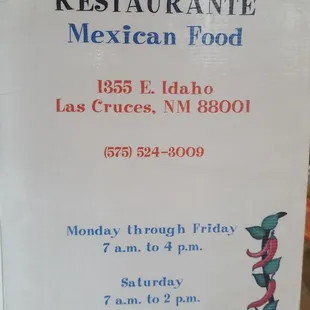 RESTAURANTE
Mexican Food
1355 E. Idaho
Las Cruces, NM 88001
(575) 524-3009
Monday through Friday
7 a.m. to 4 p.m.
Saturday
7 a.m. to 2 p.m.